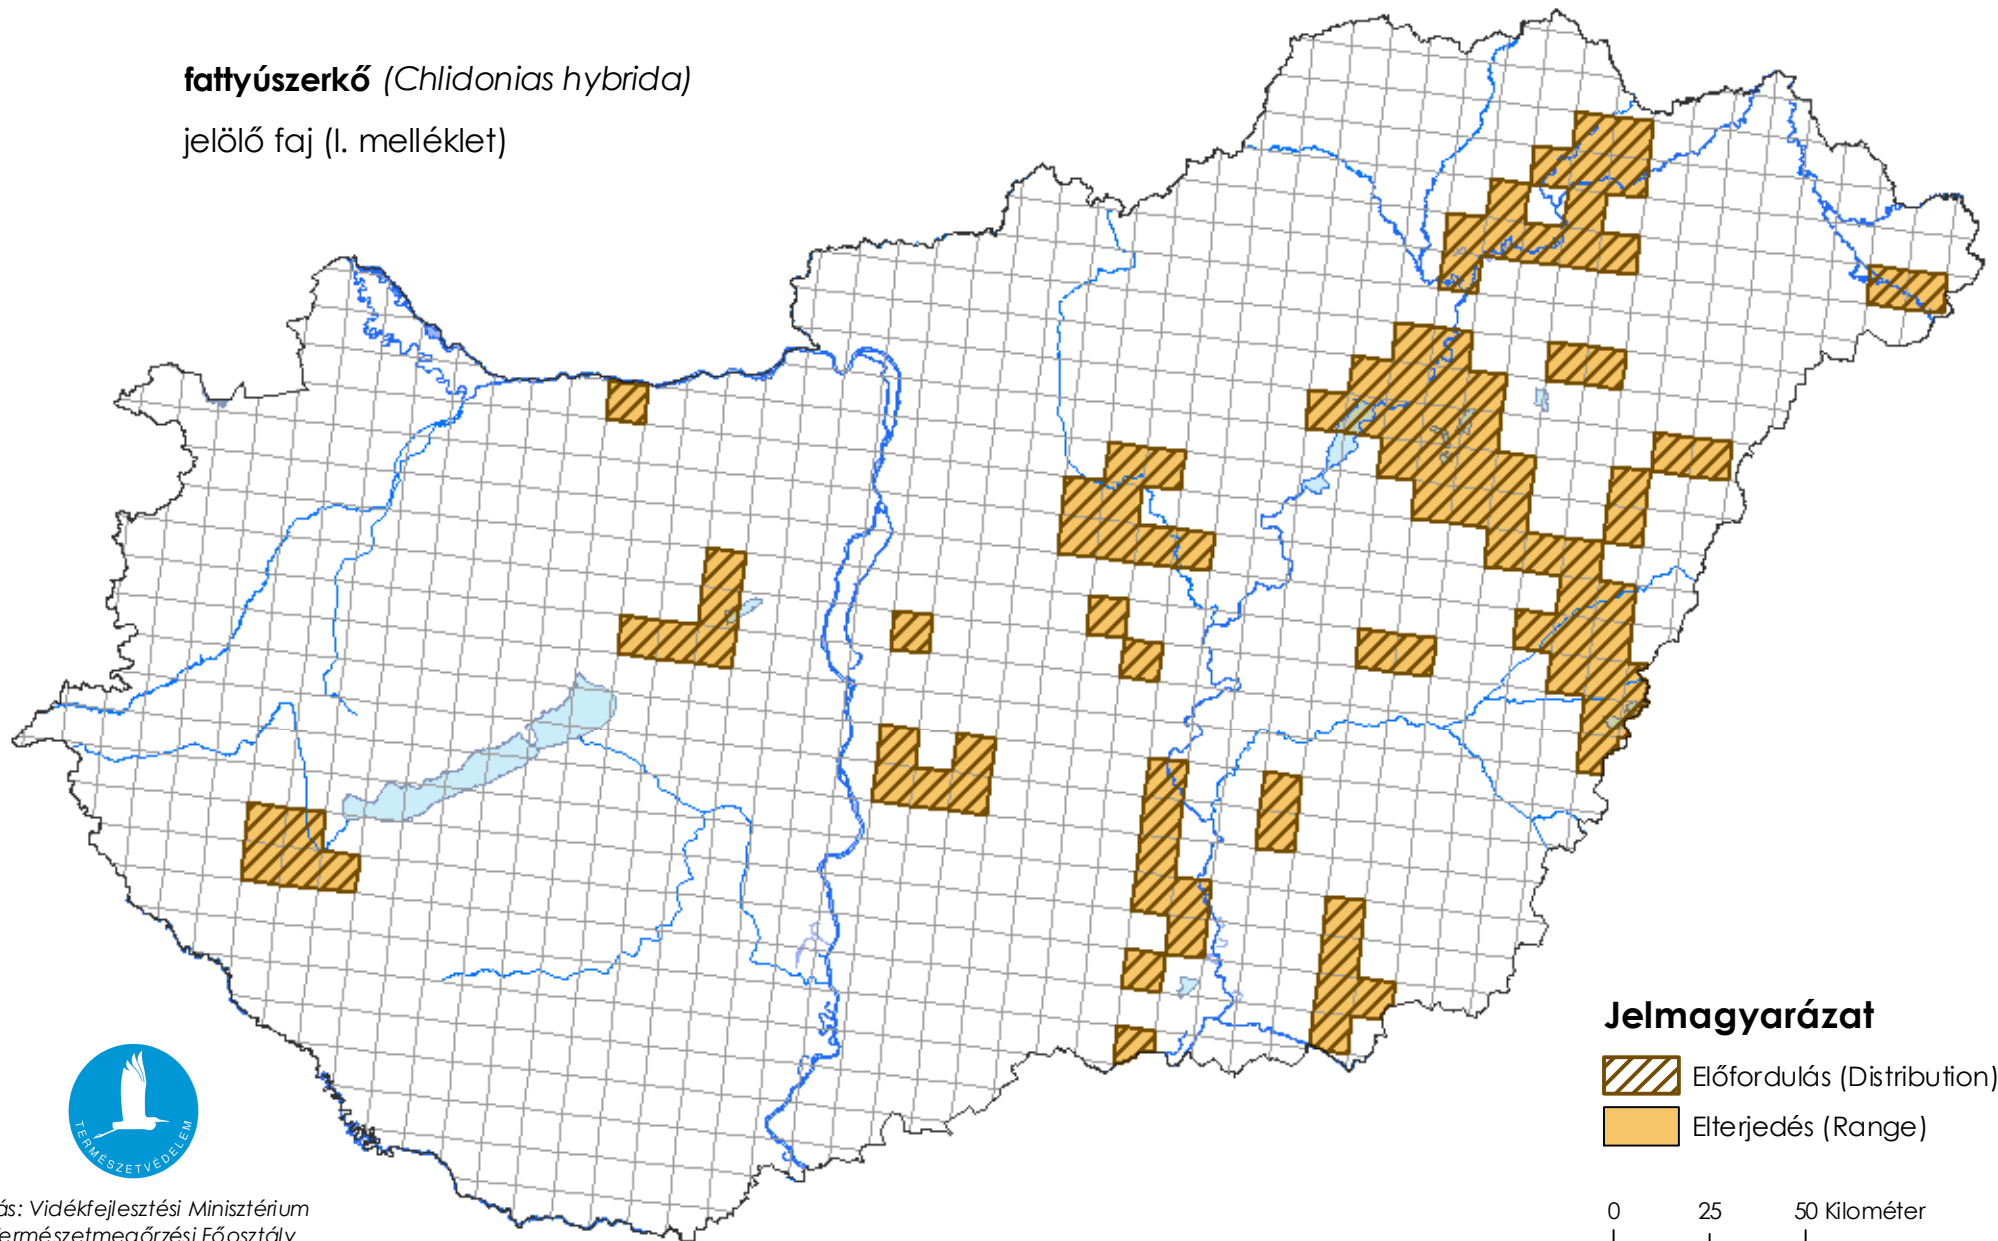 fattyúszerkő (Chlidonias hybrida)
jelölő faj (I. melléklet)
Jelmagyarázat
Előfordulás (Distribution)
Elterjedés (Range)
0 25 50 Kilométer
TERMÉSZETVÉDELEM
Vidékfejlesztési Minisztérium
Természetmegőrzési Főosztály